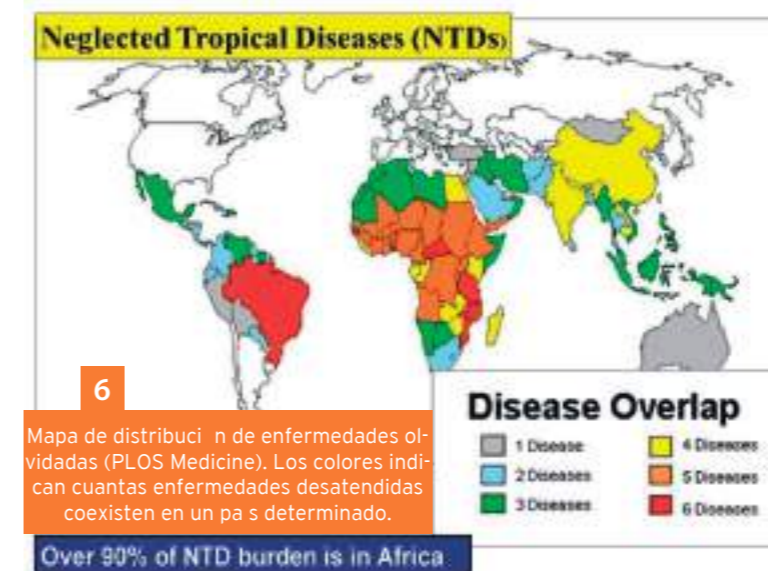 Neglected Tropical Diseases (NTDs)
6
Mapa de distribuci n de enfermedades ol-
vidadas (PLOS Medicine). Los colores indi-
can cuantas enfermedades desatendidas
coexisten en un pa s determinado.
Disease Overlap
1 Disease
2 Diseases
3 Diseases
4 Diseases
5 Diseases
6 Diseases
Over 90% of NTD burden is in Africa